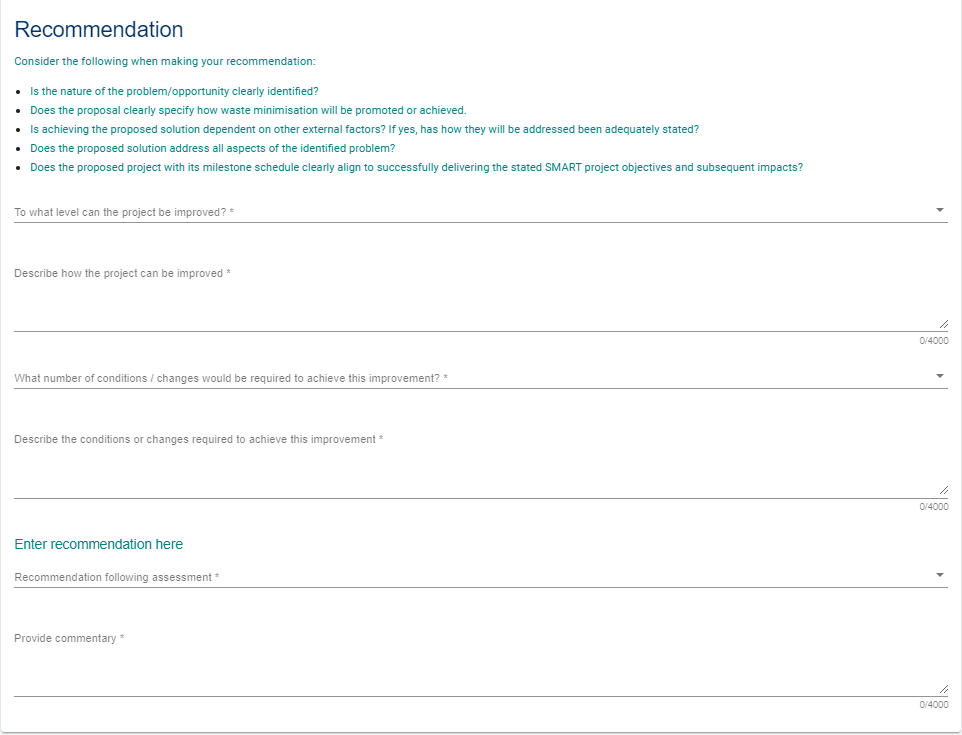 Recommendation
Consider the following when making your recommendation:
Is the nature of the problem/opportunity clearly identified?
Does the proposal clearly specify how waste minimisation will be promoted or achieved.
Is achieving the proposed solution dependent on other external factors? If yes, has how they will be addressed been adequately stated?
Does the proposed solution address all aspects of the identified problem?
Does the proposed project with its milestone schedule clearly align to successfully delivering the stated SMART project objectives and subsequent impacts?
To what level can the project be improved? *
Describe how the project can be improved *
0/4000
What number of conditions / changes would be required to achieve this improvement? *
Describe the conditions or changes required to achieve this improvement *
0/4000
Enter recommendation here
Recommendation following assessment *
Provide commentary *
0/4000